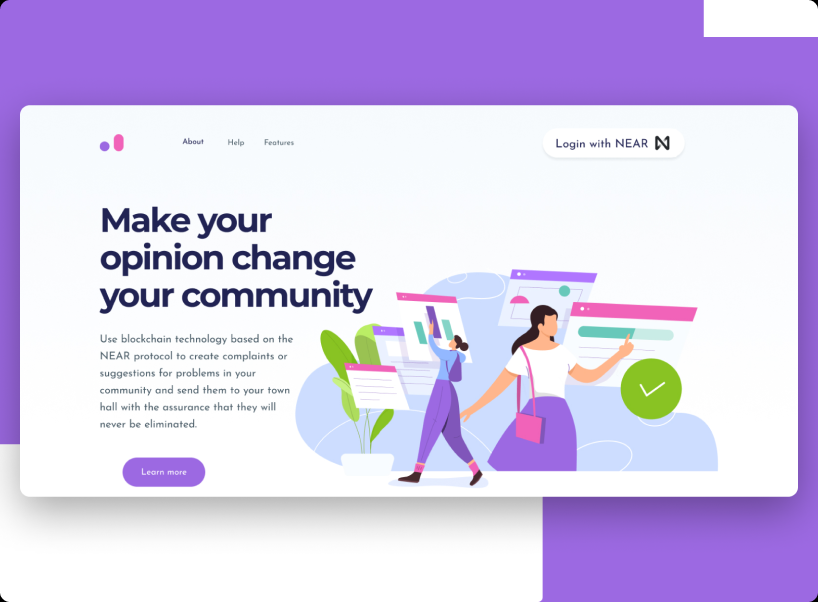 About
Help
Features
Login with NEAR
Make your
opinion change
your community
Use blockchain technology based on the
NEAR protocol to create complaints or
suggestions for problems in your
community and send them to your town
hall with the assurance that they will
never be eliminated.
Learn more